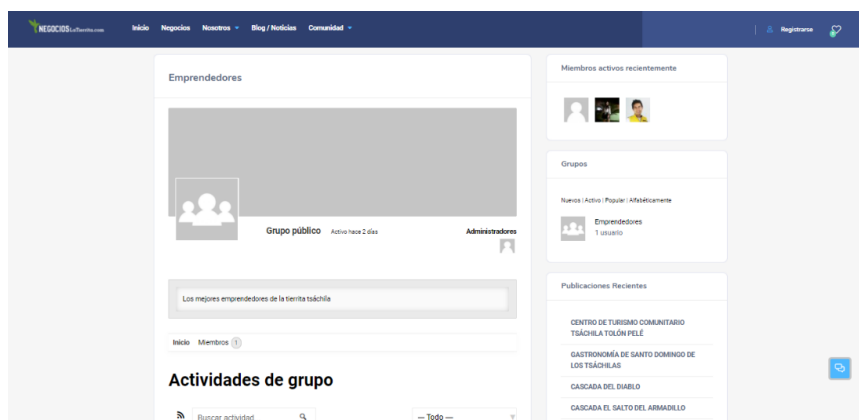 NEGOCIOSLaTierrita.com
Inicio Negocios Nosotros Blog / Noticias Comunidad
Registrarse
0
Emprendedores
Grupo público Activo hace 2 días
Administradores
Los mejores emprendedores de la tierrita tsáchila
Inicio Miembros 1
Actividades de grupo
Buscar actividad
— Todo —
Miembros activos recientemente
Grupos
Nuevos | Activo | Popular | Alfabéticamente
Emprendedores
1 usuario
Publicaciones Recientes
CENTRO DE TURISMO COMUNITARIO
TSÁCHILA TOLÓN PELÉ
GASTRONOMÍA DE SANTO DOMINGO DE
LOS TSÁCHILAS
CASCADA DEL DIABLO
CASCADA EL SALTO DEL ARMADILLO